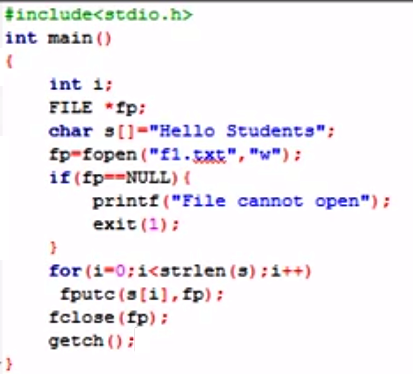 #include<stdio.h>
int main()
{
int i;
FILE *fp;
char s[]="Hello Students";
fp=fopen("f1.txt","w");
if(fp==NULL){
printf("File cannot open");
exit(1);
}
for(i=0;i<strlen(s);i++)
fputc(s[i],fp);
fclose(fp);
getch();
}